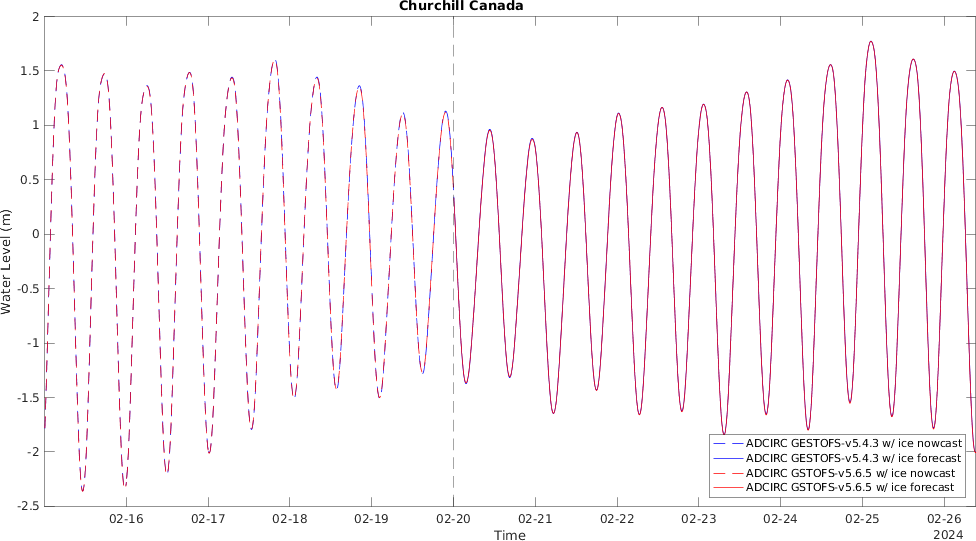 Churchill Canada
2
1.5
1
0.5
0
-0.5
-1
-1.5
-2
-2.5
Water Level (m)
ADCIRC GESTOFS-v5.4.3 w/ ice nowcast
ADCIRC GESTOFS-v5.4.3 w/ ice forecast
ADCIRC GSTOFS-v5.6.5 w/ ice nowcast
ADCIRC GSTOFS-v5.6.5 w/ ice forecast
02-16 02-17 02-18 02-19 02-20 02-21 02-22 02-23 02-24 02-25 02-26
Time
2024